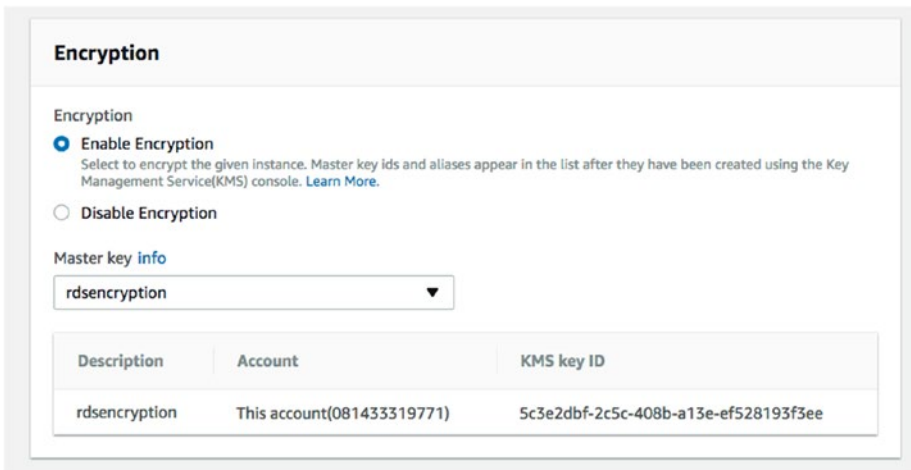 Encryption
Encryption
Enable Encryption
Select to encrypt the given instance. Master key ids and aliases appear in the list after they have been created using the Key
Management Service(KMS) console. Learn More.
Disable Encryption
Master key info
rdsencryption
Description Account KMS key ID
rdsencryption This account(081433319771) 5c3e2dbf-2c5c-408b-a13e-ef528193f3ee